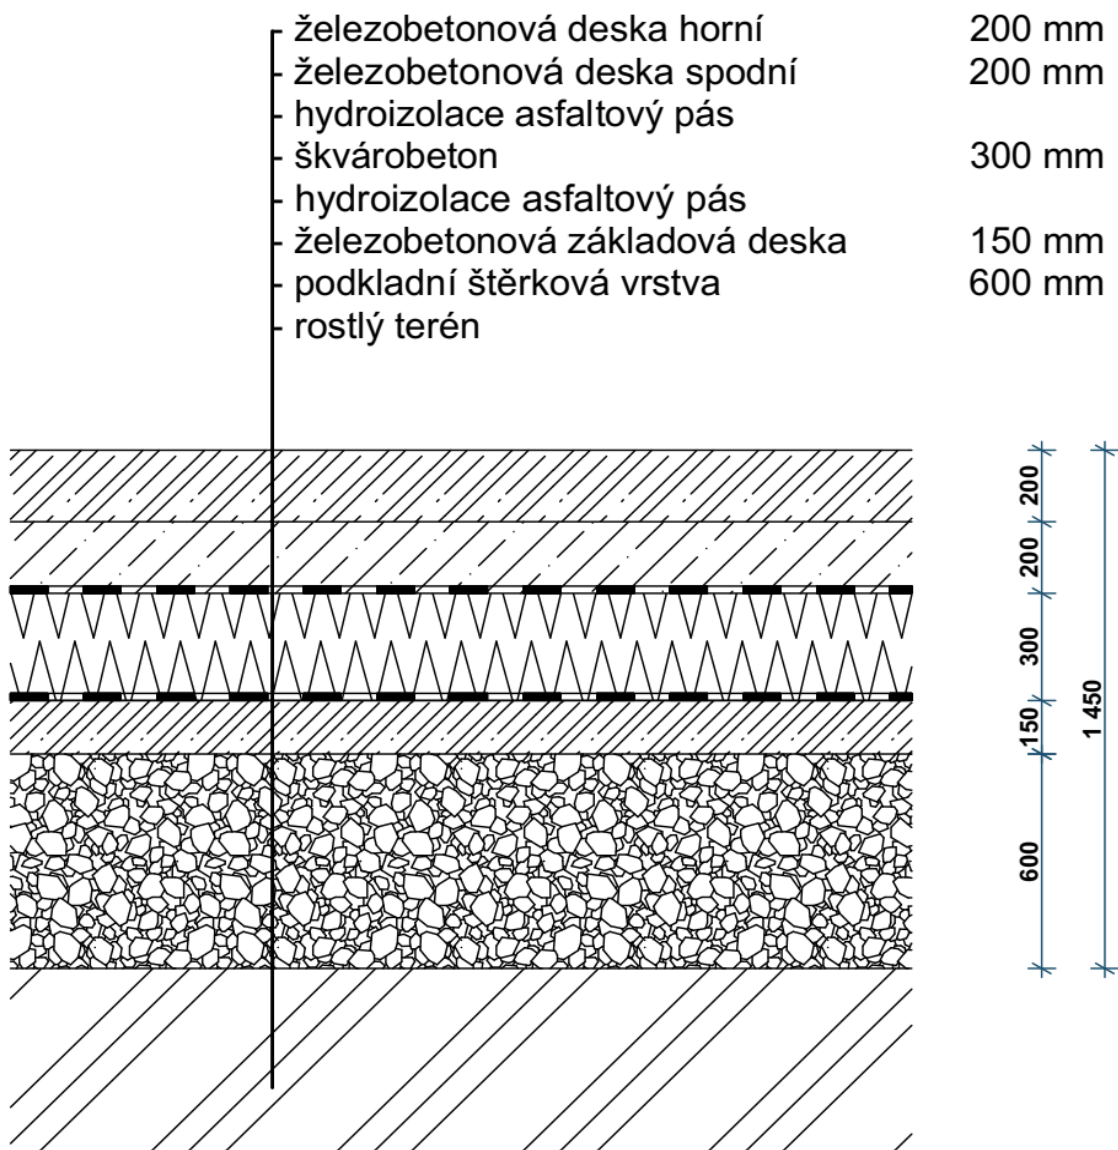 železobetonová deska horní 200 mm
železobetonová deska spodní 200 mm
hydroizolace asfaltový pás
škvárobeton 300 mm
hydroizolace asfaltový pás
železobetonová základová deska 150 mm
podkladní štěrková vrstva 600 mm
rostlý terén
200
200
300
150
600
1 450